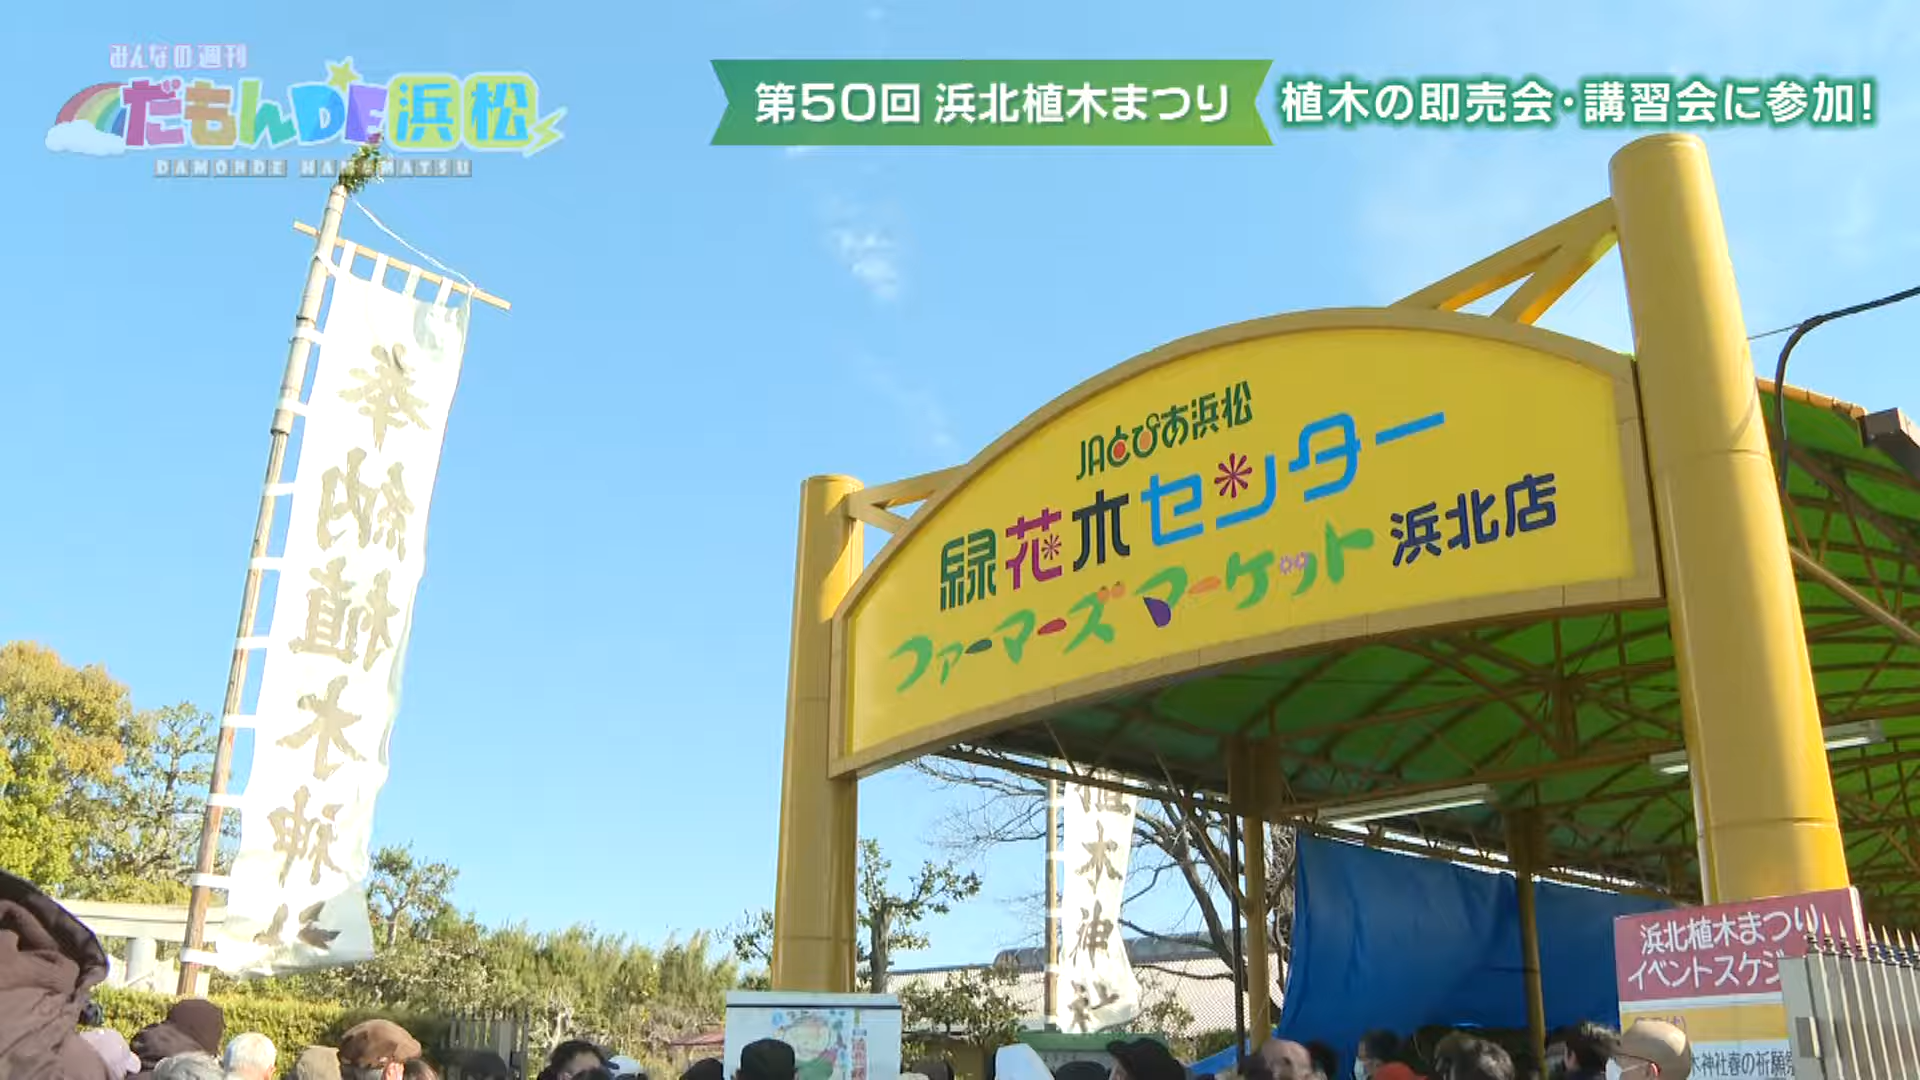 みんなの週刊
だもんDE浜松
DAMONDE HAMAMATSU
第50回 浜北植木まつり
植木の即売会・講習会に参加!
奉納植木神社
JAとぴあ浜松
緑花木センター
ファーマーズマーケット 浜北店
植木神社
浜北植木まつり
イベントスケジ
木神社春の祈願祭